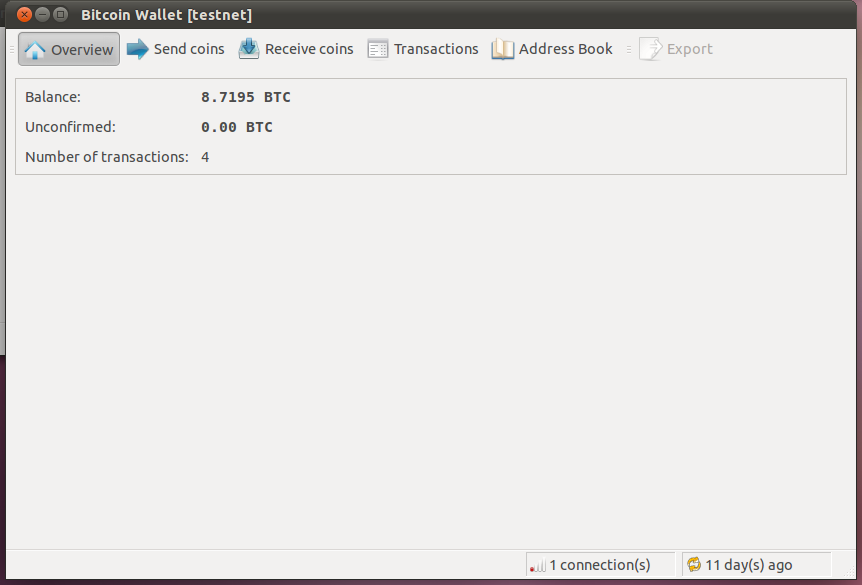 Bitcoin Wallet [testnet]
Overview Send coins Receive coins Transactions Address Book Export
Balance: 8.7195 BTC
Unconfirmed: 0.00 BTC
Number of transactions: 4
1 connection(s) 11 day(s) ago